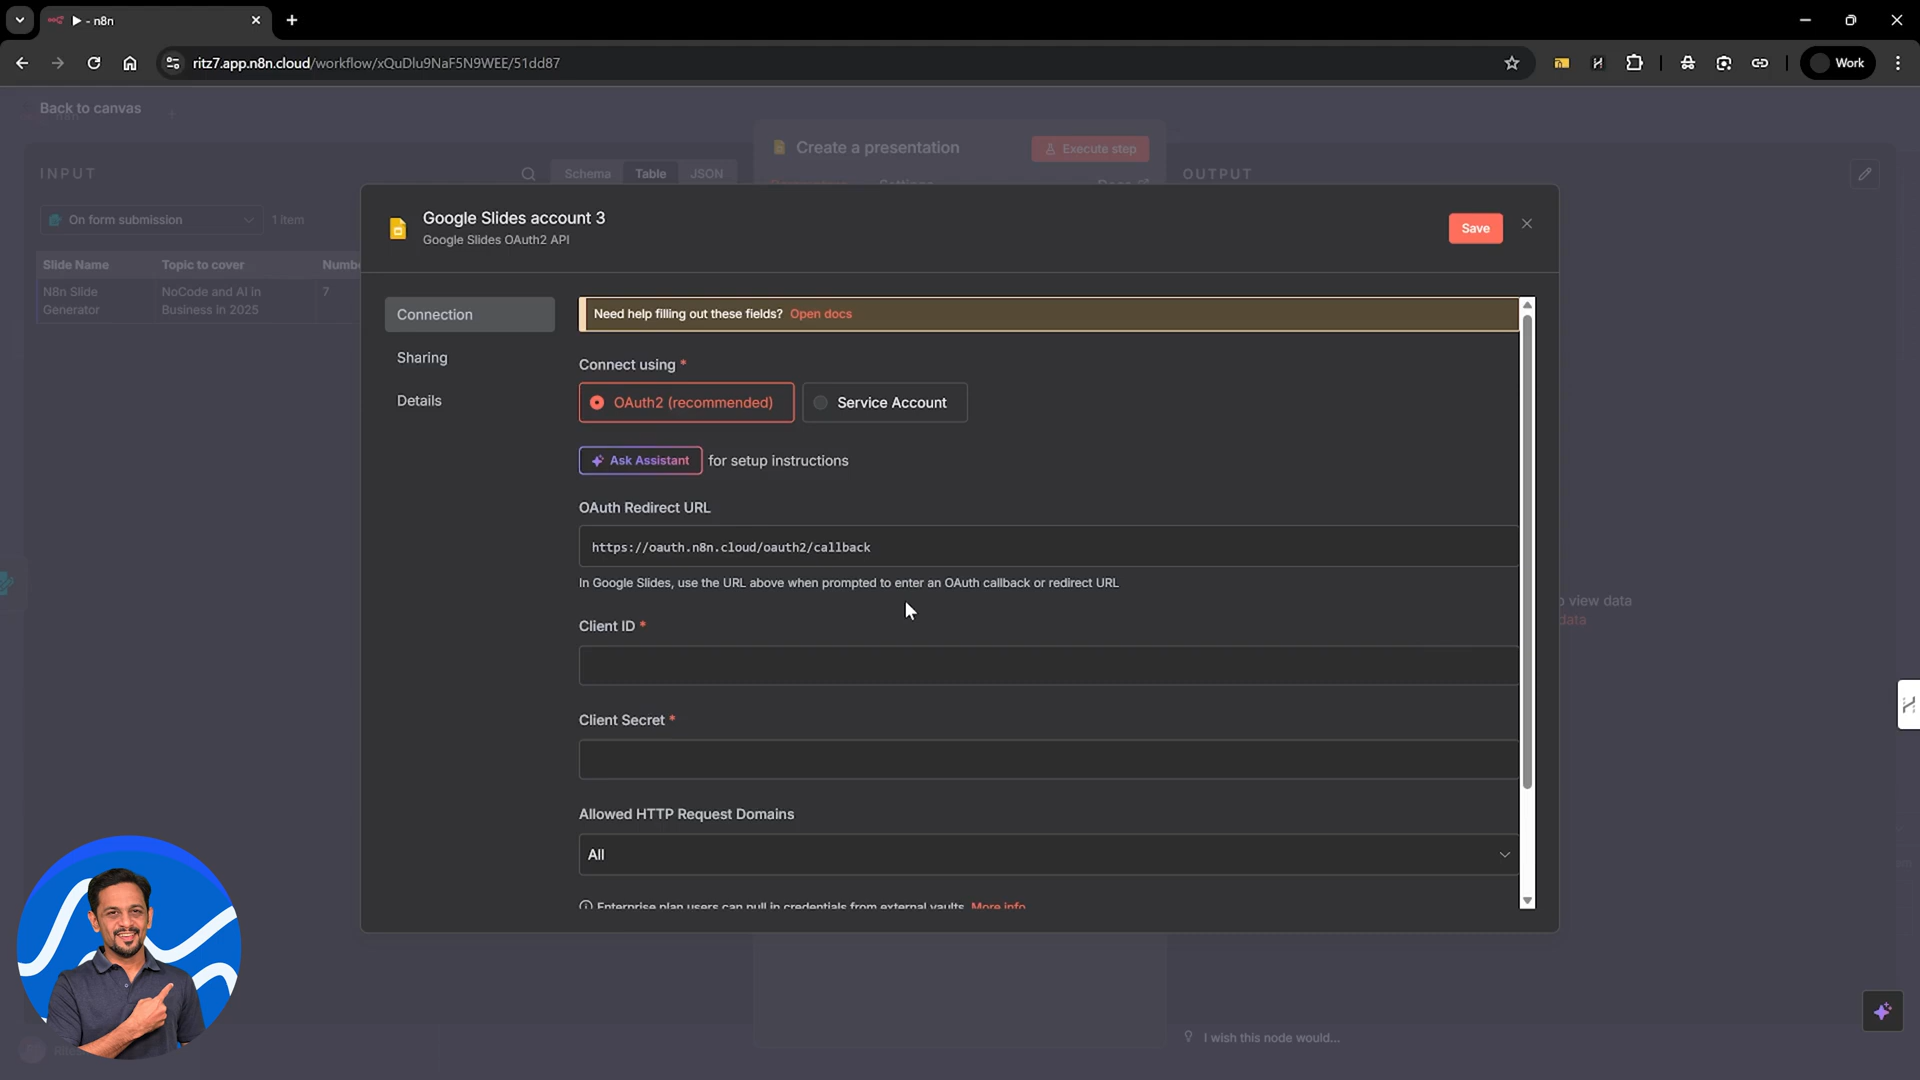 ▶ - n8n
ritz7.app.n8n.cloud/workflow/xQuDlu9NaF5N9WEE/51dd87
Work
Back to canvas
Create a presentation
Execute step
INPUT
Schema
Table
JSON
OUTPUT
Settings
Docs
On form submission
1 item
Slide Name
Topic to cover
Numbe
N8n Slide Generator
NoCode and AI in Business in 2025
7
Google Slides account 3
Google Slides OAuth2 API
Save
Connection
Sharing
Details
Need help filling out these fields? Open docs
Connect using *
OAuth2 (recommended)
Service Account
Ask Assistant for setup instructions
OAuth Redirect URL
https://oauth.n8n.cloud/oauth2/callback
In Google Slides, use the URL above when prompted to enter an OAuth callback or redirect URL
Client ID *
Client Secret *
Allowed HTTP Request Domains
All
Enterprise plan users can pull in credentials from external vaults. More info
view data
data
I wish this node would...